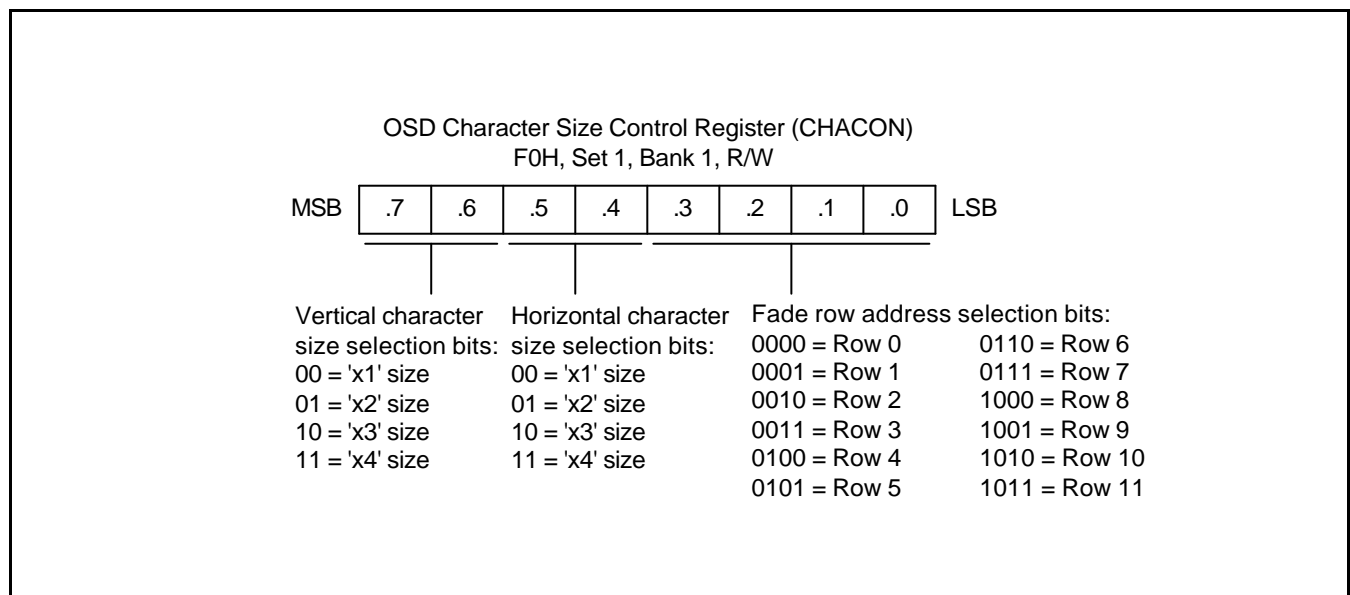 OSD Character Size Control Register (CHACON)
F0H, Set 1, Bank 1, R/W
MSB .7 .6 .5 .4 .3 .2 .1 .0 LSB
Vertical character
size selection bits:
00 = 'x1' size
01 = 'x2' size
10 = 'x3' size
11 = 'x4' size
Horizontal character
size selection bits:
00 = 'x1' size
01 = 'x2' size
10 = 'x3' size
11 = 'x4' size
Fade row address selection bits:
0000 = Row 0
0001 = Row 1
0010 = Row 2
0011 = Row 3
0100 = Row 4
0101 = Row 5
0110 = Row 6
0111 = Row 7
1000 = Row 8
1001 = Row 9
1010 = Row 10
1011 = Row 11